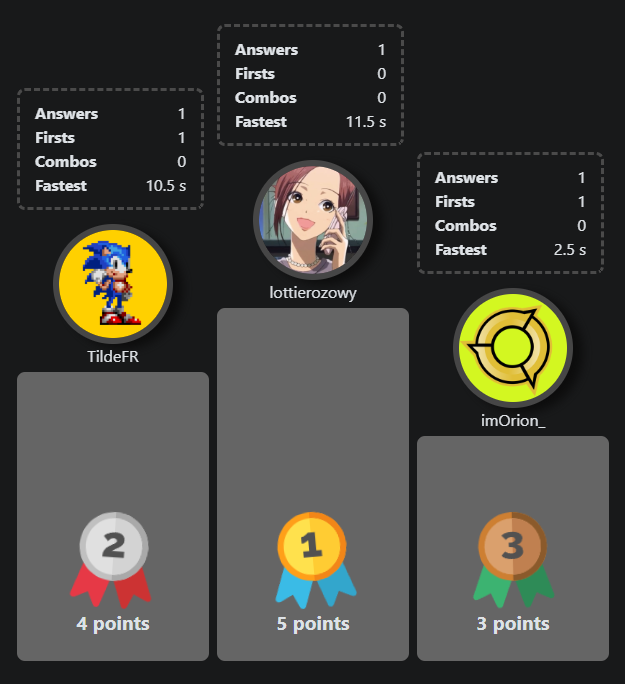 Answers 1
Firsts 0
Combos 0
Fastest 11.5 s
lottierozowy
1
5 points
Answers 1
Firsts 1
Combos 0
Fastest 10.5 s
TildeFR
2
4 points
Answers 1
Firsts 1
Combos 0
Fastest 2.5 s
imOrion_
3
3 points